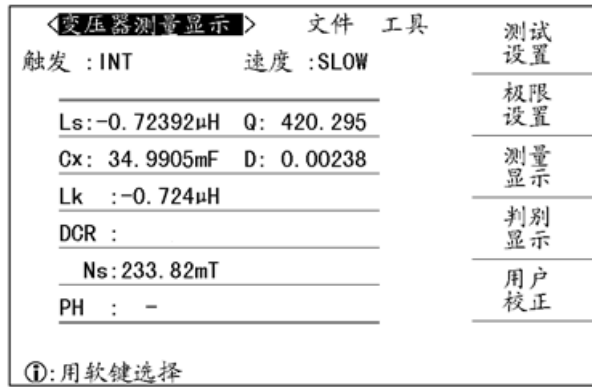 <变压器测量显示> 文件 工具
触发 :INT 速度 :SLOW
Ls:-0.72392μH Q: 420.295
Cx: 34.9905mF D: 0.00238
Lk :-0.724μH
DCR :
Ns:233.82mT
PH : -
ⓘ:用软键选择
测试
设置
极限
设置
测量
显示
判别
显示
用户
校正